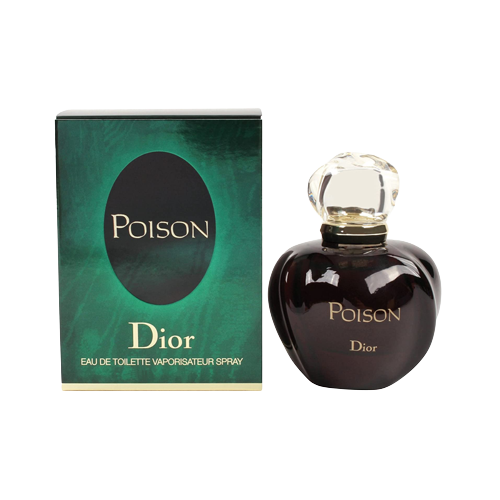 POISON
Dior
EAU DE TOILETTE VAPORISATEUR SPRAY
POISON
Dior